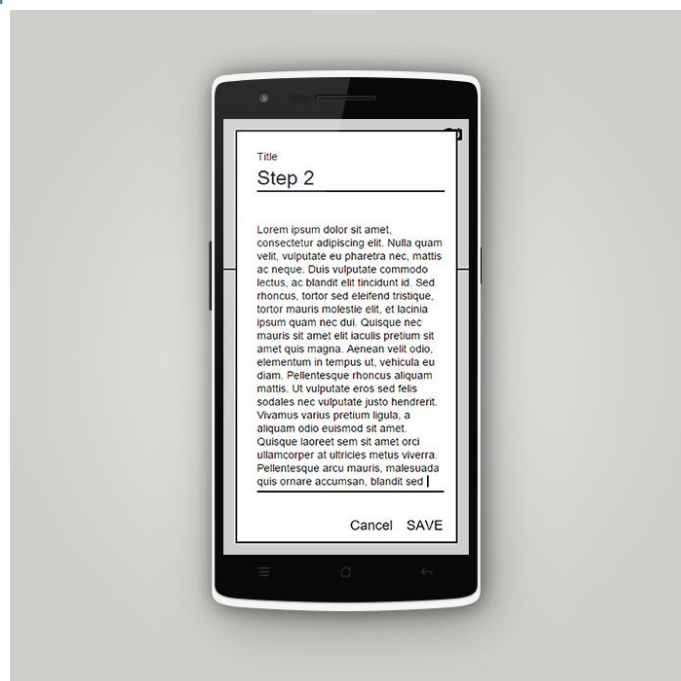 Title
Step 2
Lorem ipsum dolor sit amet,
consectetur adipiscing elit. Nulla quam
velit, vulputate eu pharetra nec, mattis
ac neque. Duis vulputate commodo
lectus, ac blandit elit tincidunt id. Sed
rhoncus, tortor sed eleifend tristique,
tortor mauris molestie elit, et lacinia
ipsum quam nec dui. Quisque nec
mauris sit amet elit iaculis pretium sit
amet quis magna. Aenean velit odio,
elementum in tempus ut, vehicula eu
diam. Pellentesque rhoncus aliquam
mattis. Ut vulputate eros sed felis
sodales nec vulputate justo hendrerit.
Vivamus varius pretium ligula, a
aliquam odio euismod sit amet.
Quisque laoreet sem sit amet orci
ullamcorper at ultricies metus viverra.
Pellentesque arcu mauris, malesuada
quis ornare accumsan, blandit sed
Cancel SAVE